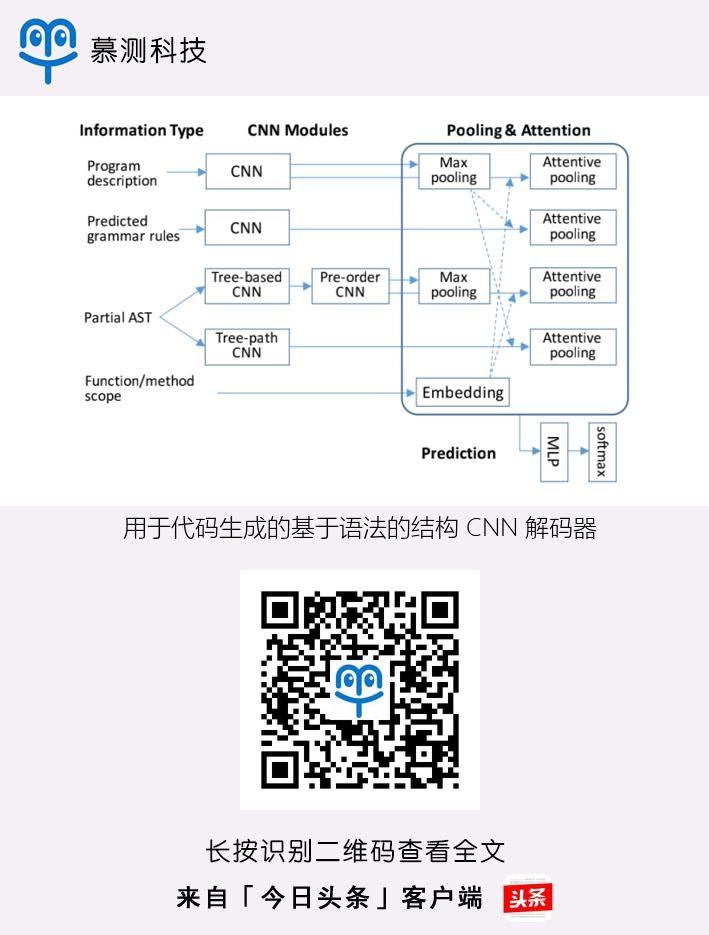 慕测科技
Information Type
CNN Modules
Pooling & Attention
Program
description
CNN
Max
pooling
Attentive
pooling
Predicted
grammar rules
CNN
Attentive
pooling
Partial AST
Tree-based
CNN
Pre-order
CNN
Max
pooling
Attentive
pooling
Tree-path
CNN
Attentive
pooling
Function/method
scope
Embedding
Prediction
MLP
softmax
用于代码生成的基于语法的结构 CNN 解码器
长按识别二维码查看全文
来自「今日头条」客户端
头条